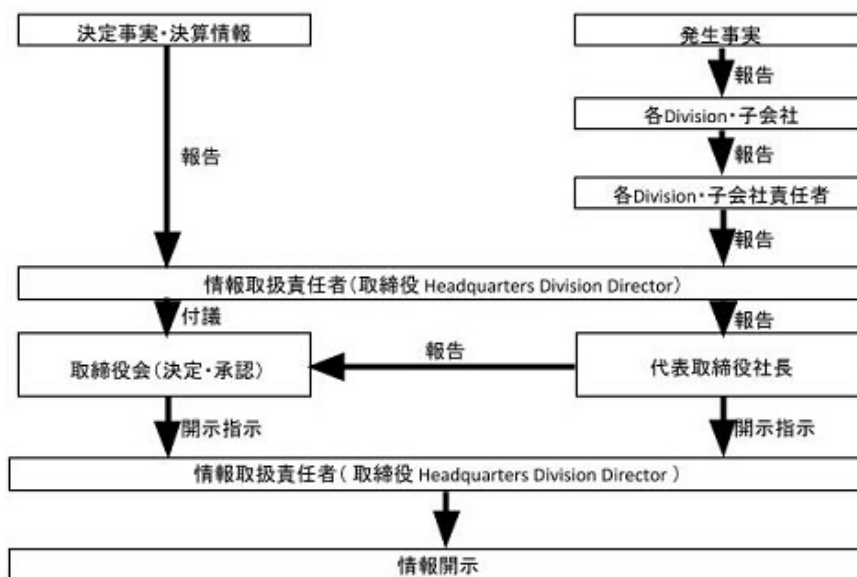 決定事実・決算情報
発生事実
報告
各Division・子会社
報告
報告
各Division・子会社責任者
報告
情報取扱責任者(取締役 Headquarters Division Director)
付議
報告
取締役会(決定・承認)
報告
代表取締役社長
開示指示
開示指示
情報取扱責任者( 取締役 Headquarters Division Director )
情報開示